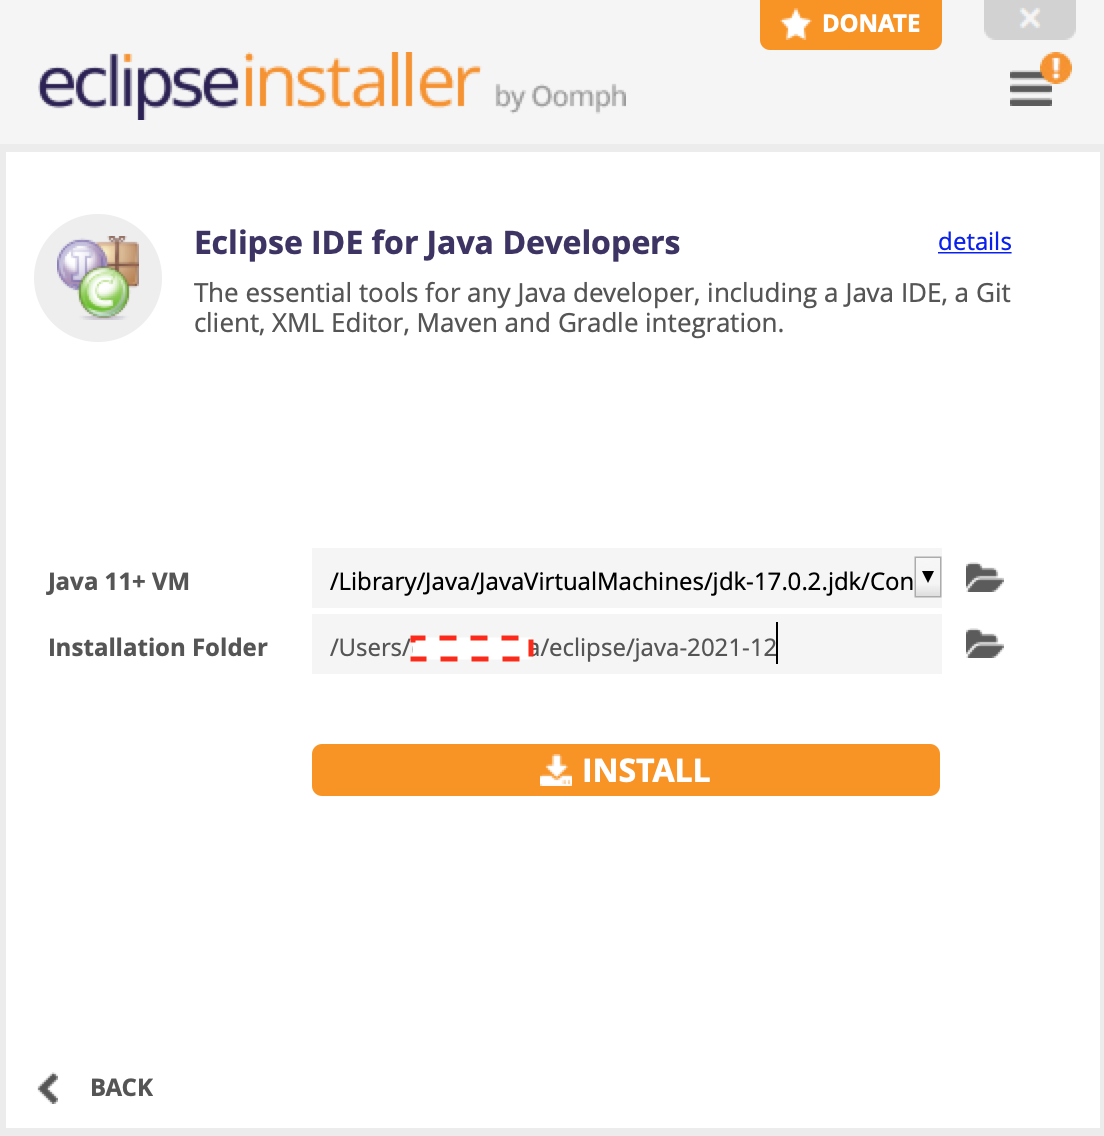 DONATE
eclipseinstaller by Oomph
Eclipse IDE for Java Developers
details
The essential tools for any Java developer, including a Java IDE, a Git
client, XML Editor, Maven and Gradle integration.
Java 11+ VM
/Library/Java/JavaVirtualMachines/jdk-17.0.2.jdk/Con
Installation Folder
/Users/ a/eclipse/java-2021-12
INSTALL
BACK